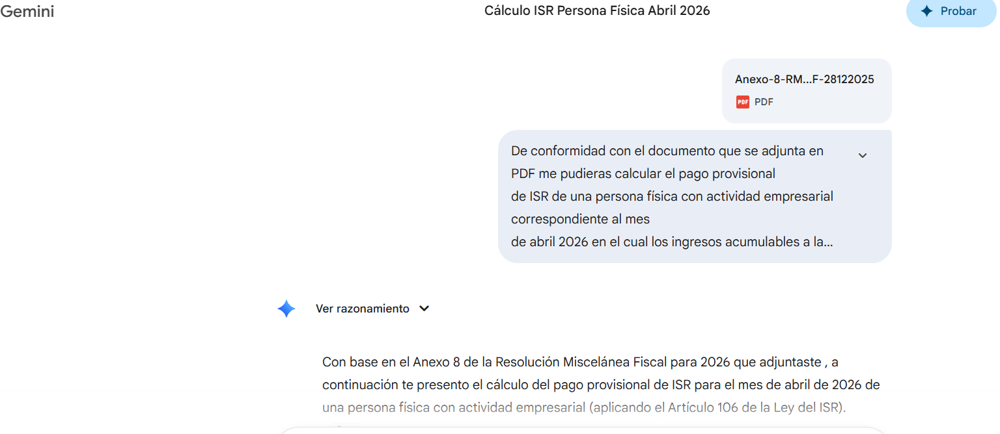 Gemini
Cálculo ISR Persona Física Abril 2026
Probar
Anexo-8-RM...F-28122025
PDF PDF
De conformidad con el documento que se adjunta en
PDF me pudieras calcular el pago provisional
de ISR de una persona física con actividad empresarial
correspondiente al mes
de abril 2026 en el cual los ingresos acumulables a la...
Ver razonamiento
Con base en el Anexo 8 de la Resolución Miscelánea Fiscal para 2026 que adjuntaste , a
continuación te presento el cálculo del pago provisional de ISR para el mes de abril de 2026 de
una persona física con actividad empresarial (aplicando el Artículo 106 de la Ley del ISR).